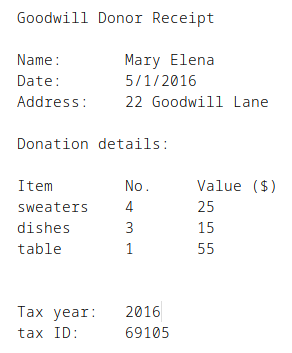 Goodwill Donor Receipt
Name: Mary Elena
Date: 5/1/2016
Address: 22 Goodwill Lane
Donation details:
Item No. Value ($)
sweaters 4 25
dishes 3 15
table 1 55
Tax year: 2016
tax ID: 69105